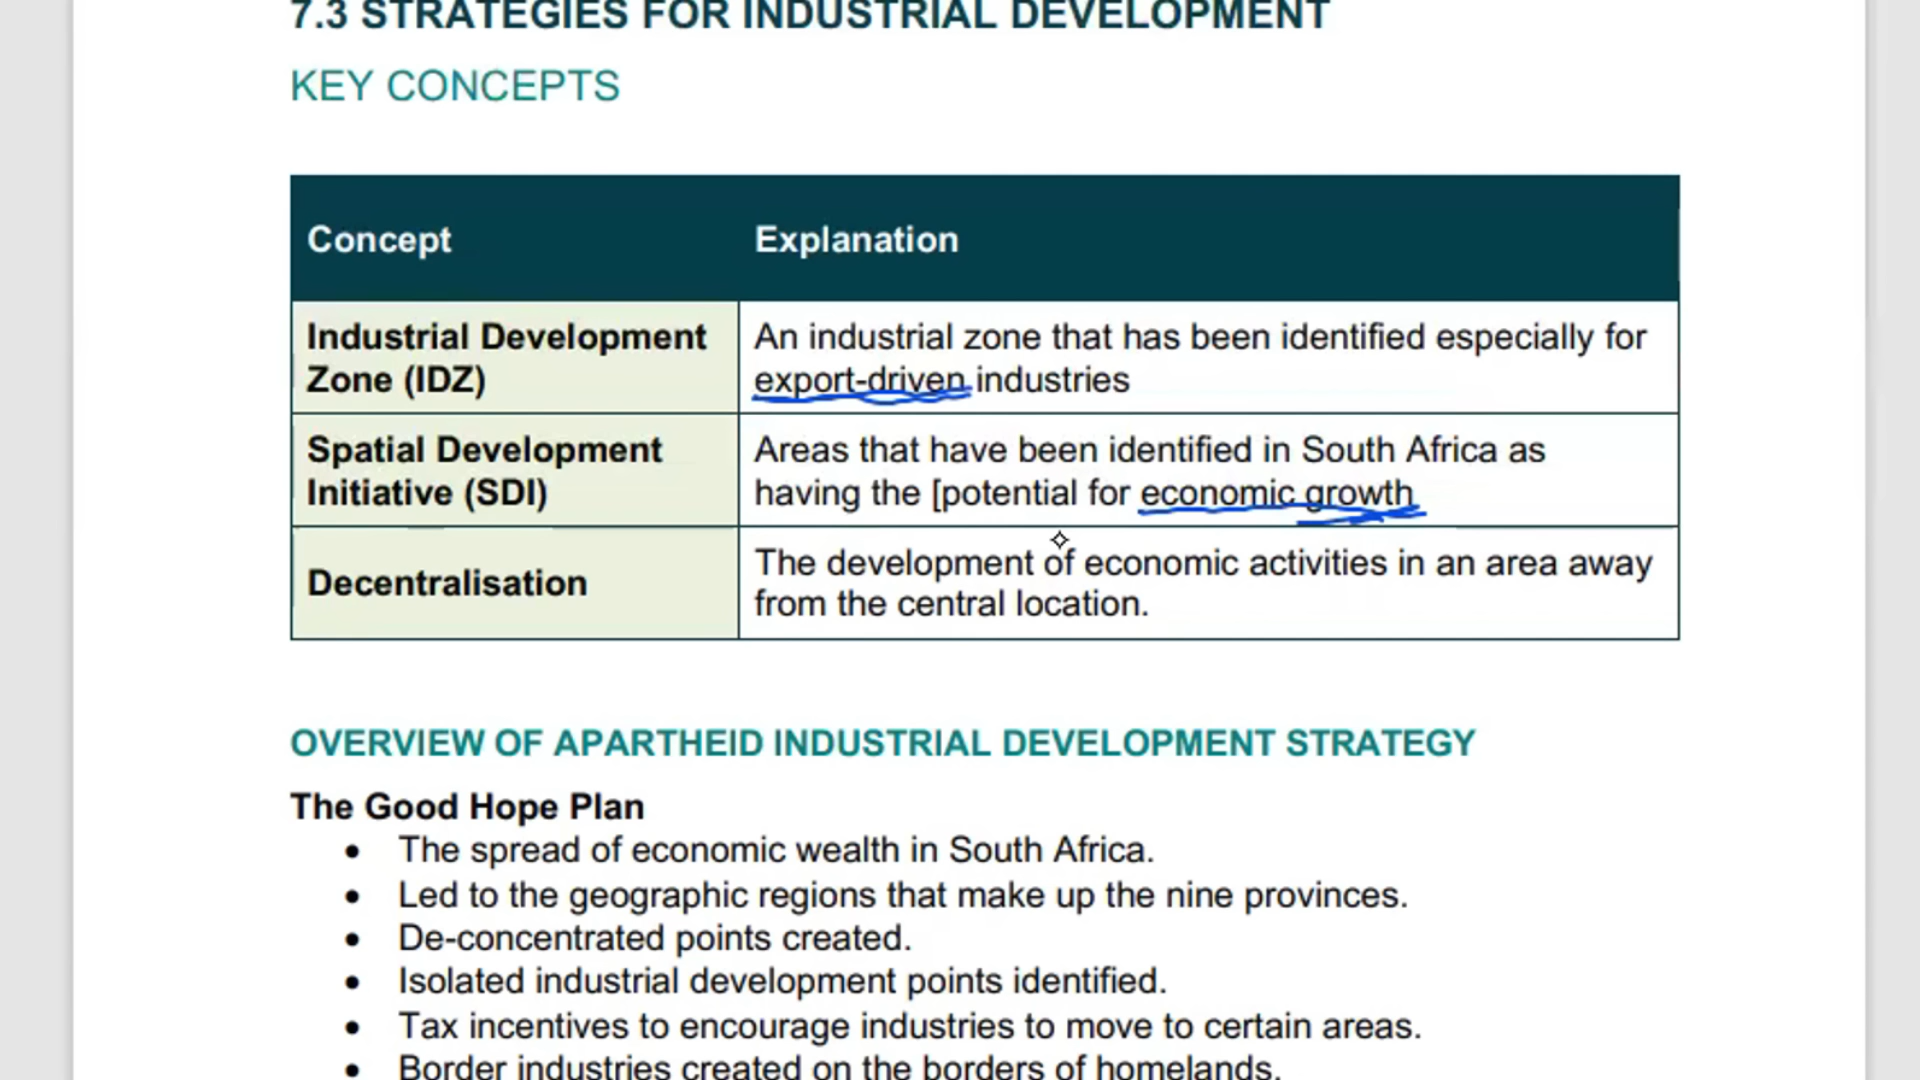 7.3 STRATEGIES FOR INDUSTRIAL DEVELOPMENT
KEY CONCEPTS
Concept Explanation
Industrial Development
Zone (IDZ)
An industrial zone that has been identified especially for
export-driven industries
Spatial Development
Initiative (SDI)
Areas that have been identified in South Africa as
having the [potential for economic growth
Decentralisation
The development of economic activities in an area away
from the central location.
OVERVIEW OF APARTHEID INDUSTRIAL DEVELOPMENT STRATEGY
The Good Hope Plan
• The spread of economic wealth in South Africa.
• Led to the geographic regions that make up the nine provinces.
• De-concentrated points created.
• Isolated industrial development points identified.
• Tax incentives to encourage industries to move to certain areas.
• Border industries created on the borders of homelands.